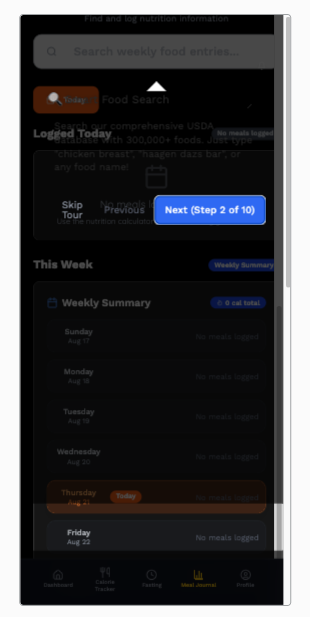 Find and log nutrition information
Search weekly food entries...
Today
Food Search
Logged Today
No meals logged
Search our comprehensive USDA
database with 300,000+ foods. Just type
"chicken breast", "haagen dazs bar", or
any food name!
Skip
Tour
Previous
No meals
Next (Step 2 of 10)
Use the nutrition calculator
This Week
Weekly Summary
Weekly Summary
0 cal total
Sunday
Aug 17
No meals logged
Monday
Aug 18
No meals logged
Tuesday
Aug 19
No meals logged
Wednesday
Aug 20
No meals logged
Thursday
Aug 21
Today
No meals logged
Friday
Aug 22
No meals logged
Dashboard
Calorie
Tracker
Fasting
Meal Journal
Profile